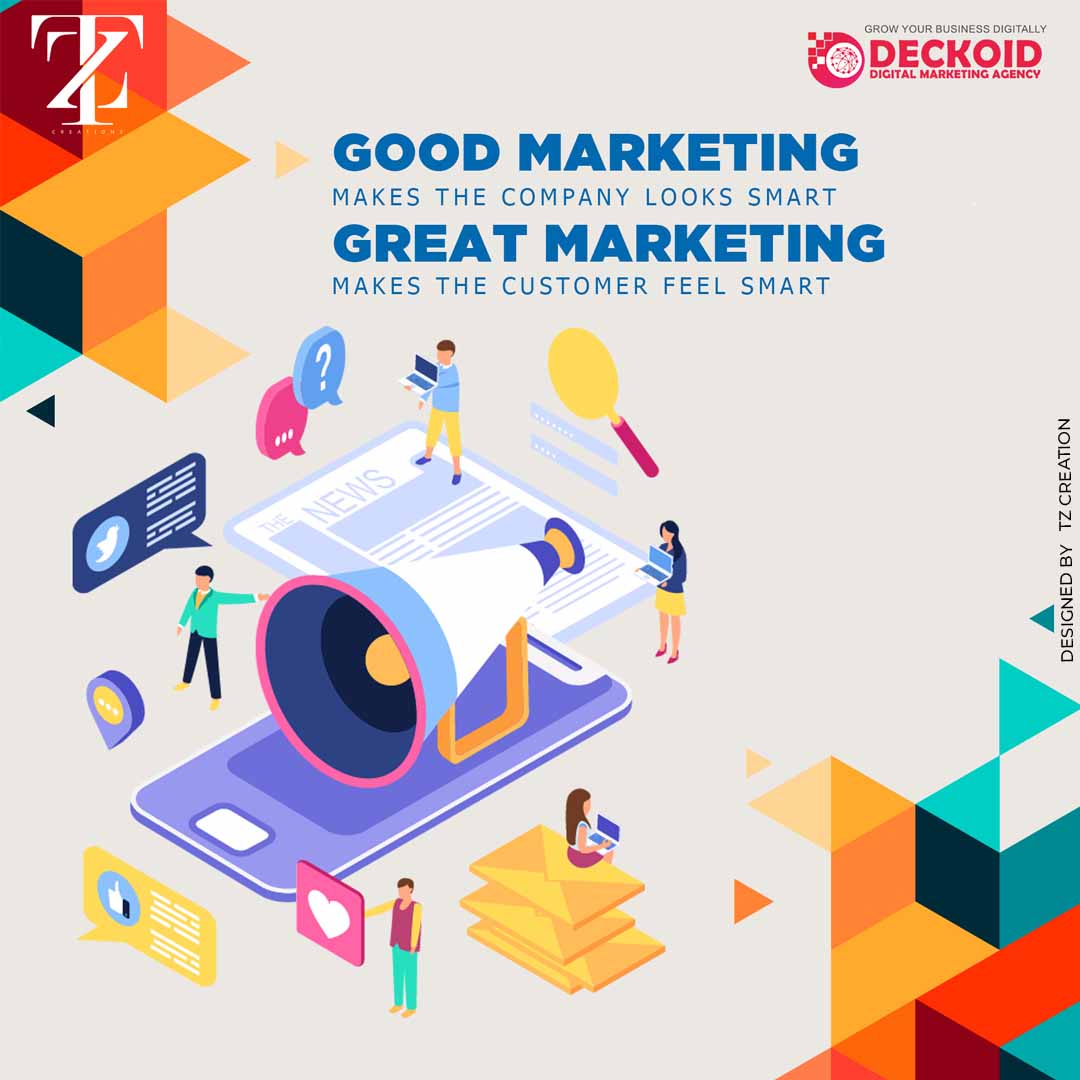 TZ
CREATIONS
GROW YOUR BUSINESS DIGITALLY
DECKOID
DIGITAL MARKETING AGENCY
GOOD MARKETING
MAKES THE COMPANY LOOKS SMART
GREAT MARKETING
MAKES THE CUSTOMER FEEL SMART
?
THE NEWS
DESIGNED BY TZ CREATION